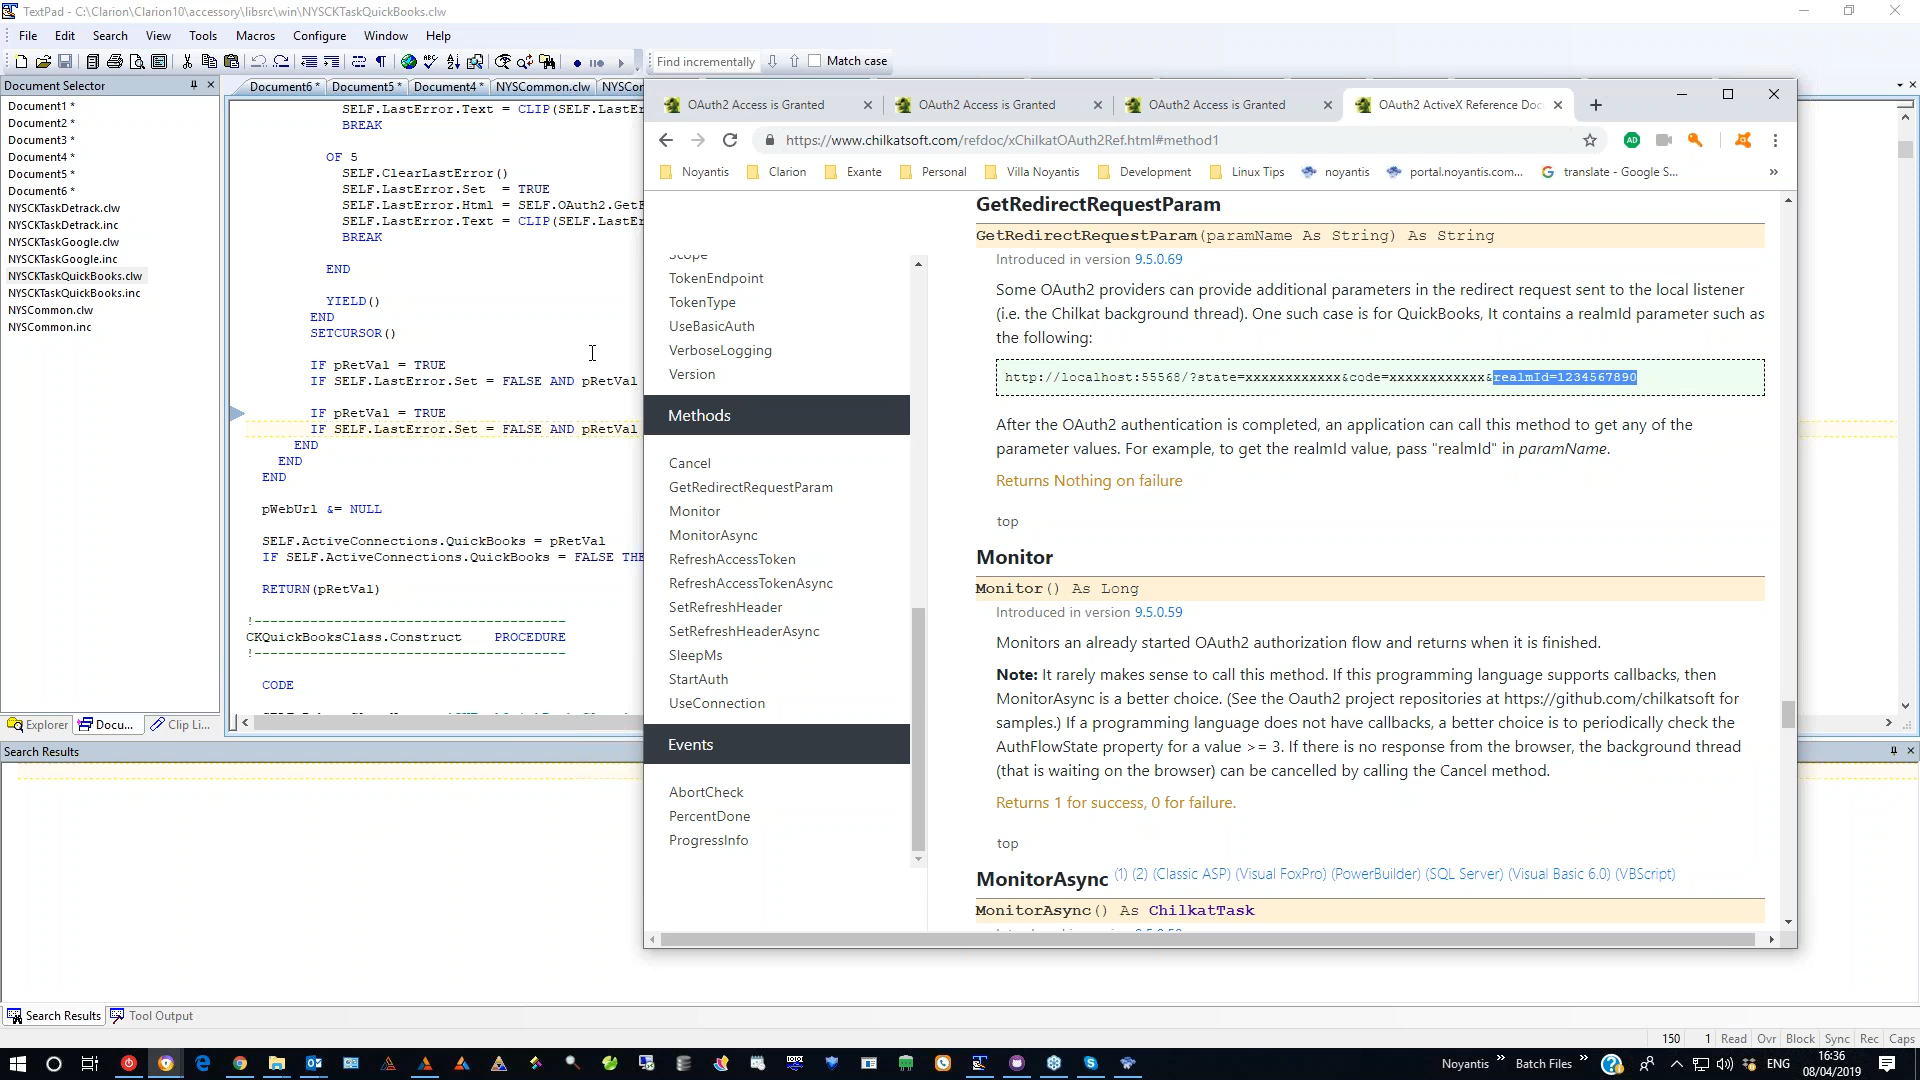 TextPad - C:\Clarion\Clarion10\accessory\libsrc\win\NYSCKTaskQuickBooks.clw
File Edit Search View Tools Macros Configure Window Help
Find incrementally Match case
Document Selector
Document1 *
Document2 *
Document3 *
Document4 *
Document5 *
Document6 *
NYSCKTaskDetrack.clw
NYSCKTaskDetrack.inc
NYSCKTaskGoogle.clw
NYSCKTaskGoogle.inc
NYSCKTaskQuickBooks.clw
NYSCKTaskQuickBooks.inc
NYSCommon.clw
NYSCommon.inc
Explorer Docu... Clip Li...
Document6 * Document5 * Document4 * NYSCommon.clw NYSCor
SELF.LastError.Text = CLIP(SELF.LastEr
BREAK
OF 5
SELF.ClearLastError()
SELF.LastError.Set = TRUE
SELF.LastError.Html = SELF.OAuth2.GetE
SELF.LastError.Text = CLIP(SELF.LastEr
BREAK
END
YIELD()
END
SETCURSOR()
IF pRetVal = TRUE
IF SELF.LastError.Set = FALSE AND pRetVal
IF pRetVal = TRUE
IF SELF.LastError.Set = FALSE AND pRetVal
END
END
END
pWebUrl &= NULL
SELF.ActiveConnections.QuickBooks = pRetVal
IF SELF.ActiveConnections.QuickBooks = FALSE THE
RETURN(pRetVal)
!---------------------------------------
CKQuickBooksClass.Construct PROCEDURE
!---------------------------------------
CODE
OAuth2 Access is Granted OAuth2 Access is Granted OAuth2 Access is Granted OAuth2 ActiveX Reference Doc
https://www.chilkatsoft.com/refdoc/xChilkatOAuth2Ref.html#method1
Noyantis Clarion Exante Personal Villa Noyantis Development Linux Tips noyantis portal.noyantis.com... translate - Google S... »
Scope
TokenEndpoint
TokenType
UseBasicAuth
VerboseLogging
Version
Methods
Cancel
GetRedirectRequestParam
Monitor
MonitorAsync
RefreshAccessToken
RefreshAccessTokenAsync
SetRefreshHeader
SetRefreshHeaderAsync
SleepMs
StartAuth
UseConnection
Events
AbortCheck
PercentDone
ProgressInfo
GetRedirectRequestParam
GetRedirectRequestParam(paramName As String) As String
Introduced in version 9.5.0.69
Some OAuth2 providers can provide additional parameters in the redirect request sent to the local listener
(i.e. the Chilkat background thread). One such case is for QuickBooks, It contains a realmId parameter such as
the following:
http://localhost:55568/?state=xxxxxxxxxxxx&code=xxxxxxxxxxxx&realmId=1234567890
After the OAuth2 authentication is completed, an application can call this method to get any of the
parameter values. For example, to get the realmId value, pass "realmId" in paramName.
Returns Nothing on failure
top
Monitor
Monitor() As Long
Introduced in version 9.5.0.59
Monitors an already started OAuth2 authorization flow and returns when it is finished.
Note: It rarely makes sense to call this method. If this programming language supports callbacks, then
MonitorAsync is a better choice. (See the Oauth2 project repositories at https://github.com/chilkatsoft for
samples.) If a programming language does not have callbacks, a better choice is to periodically check the
AuthFlowState property for a value >= 3. If there is no response from the browser, the background thread
(that is waiting on the browser) can be cancelled by calling the Cancel method.
Returns 1 for success, 0 for failure.
top
MonitorAsync (1) (2) (Classic ASP) (Visual FoxPro) (PowerBuilder) (SQL Server) (Visual Basic 6.0) (VBScript)
MonitorAsync() As ChilkatTask
Search Results
Search Results Tool Output
150 1 Read Ovr Block Sync Rec Caps
Noyantis » Batch Files » ENG 16:36
08/04/2019